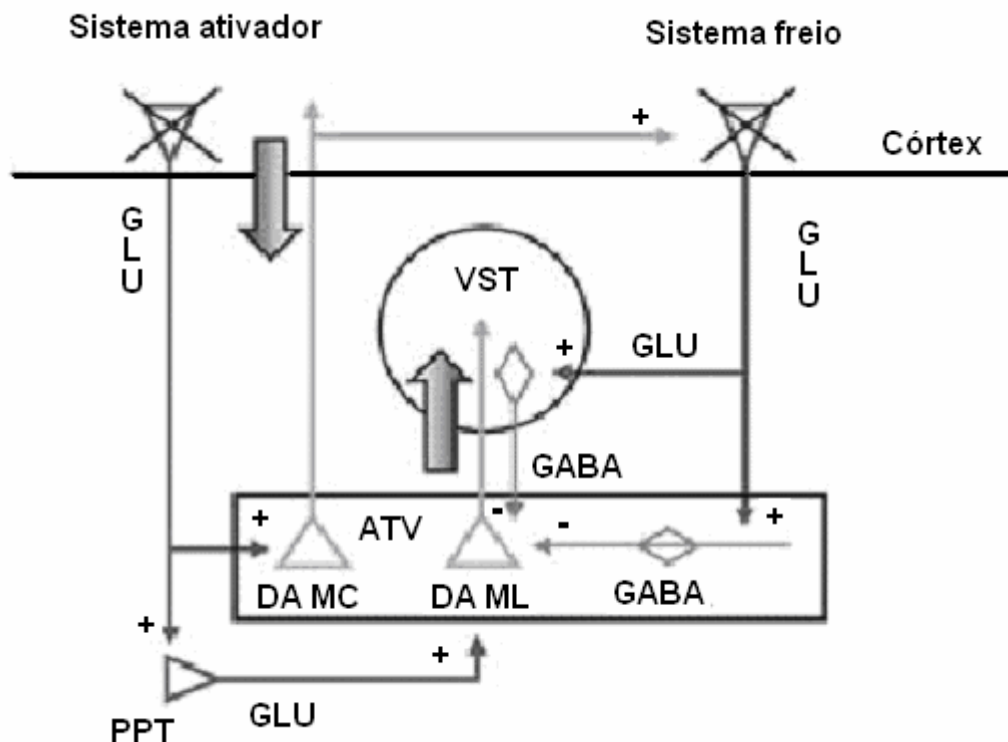 Sistema ativador
Sistema freio
+
Córtex
G
L
U
G
L
U
VST
+
GLU
GABA
+
ATV
-
-
+
DA MC
DA ML
GABA
+
+
GLU
PPT